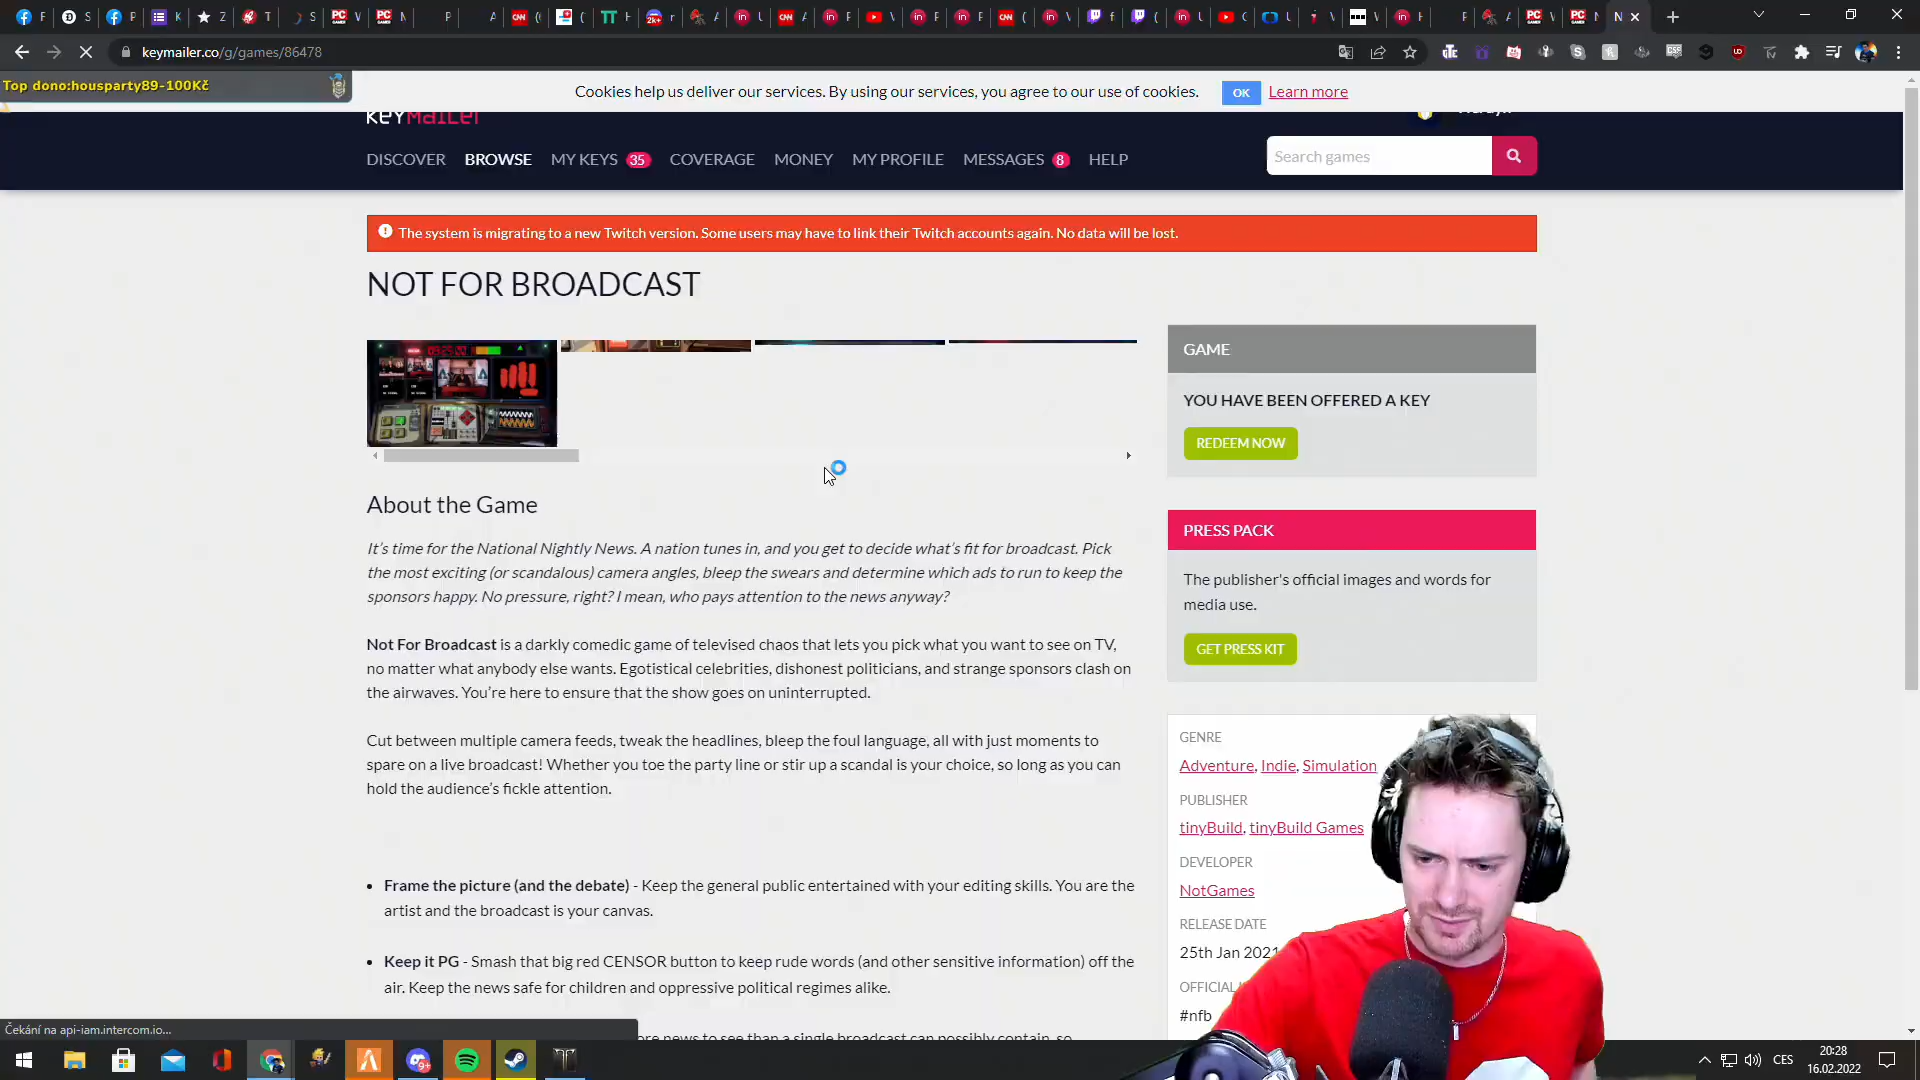 keymailer.co/g/games/86478
Top dono:housparty89-100Kč
Cookies help us deliver our services. By using our services, you agree to our use of cookies. OK Learn more
KEYMAILER
DISCOVER BROWSE MY KEYS 35 COVERAGE MONEY MY PROFILE MESSAGES 8 HELP
Search games
The system is migrating to a new Twitch version. Some users may have to link their Twitch accounts again. No data will be lost.
NOT FOR BROADCAST
About the Game
It's time for the National Nightly News. A nation tunes in, and you get to decide what's fit for broadcast. Pick
the most exciting (or scandalous) camera angles, bleep the swears and determine which ads to run to keep the
sponsors happy. No pressure, right? I mean, who pays attention to the news anyway?
Not For Broadcast is a darkly comedic game of televised chaos that lets you pick what you want to see on TV,
no matter what anybody else wants. Egotistical celebrities, dishonest politicians, and strange sponsors clash on
the airwaves. You're here to ensure that the show goes on uninterrupted.
Cut between multiple camera feeds, tweak the headlines, bleep the foul language, all with just moments to
spare on a live broadcast! Whether you toe the party line or stir up a scandal is your choice, so long as you can
hold the audience's fickle attention.
• Frame the picture (and the debate) - Keep the general public entertained with your editing skills. You are the
artist and the broadcast is your canvas.
• Keep it PG - Smash that big red CENSOR button to keep rude words (and other sensitive information) off the
air. Keep the news safe for children and oppressive political regimes alike.
more news to see than a single broadcast can possibly contain, so
GAME
YOU HAVE BEEN OFFERED A KEY
REDEEM NOW
PRESS PACK
The publisher's official images and words for
media use.
GET PRESS KIT
GENRE
Adventure, Indie, Simulation
PUBLISHER
tinyBuild, tinyBuild Games
DEVELOPER
NotGames
RELEASE DATE
25th Jan 2021
OFFICIAL
#nfb
Čekání na api-iam.intercom.io...
CES
20:28
16.02.2022